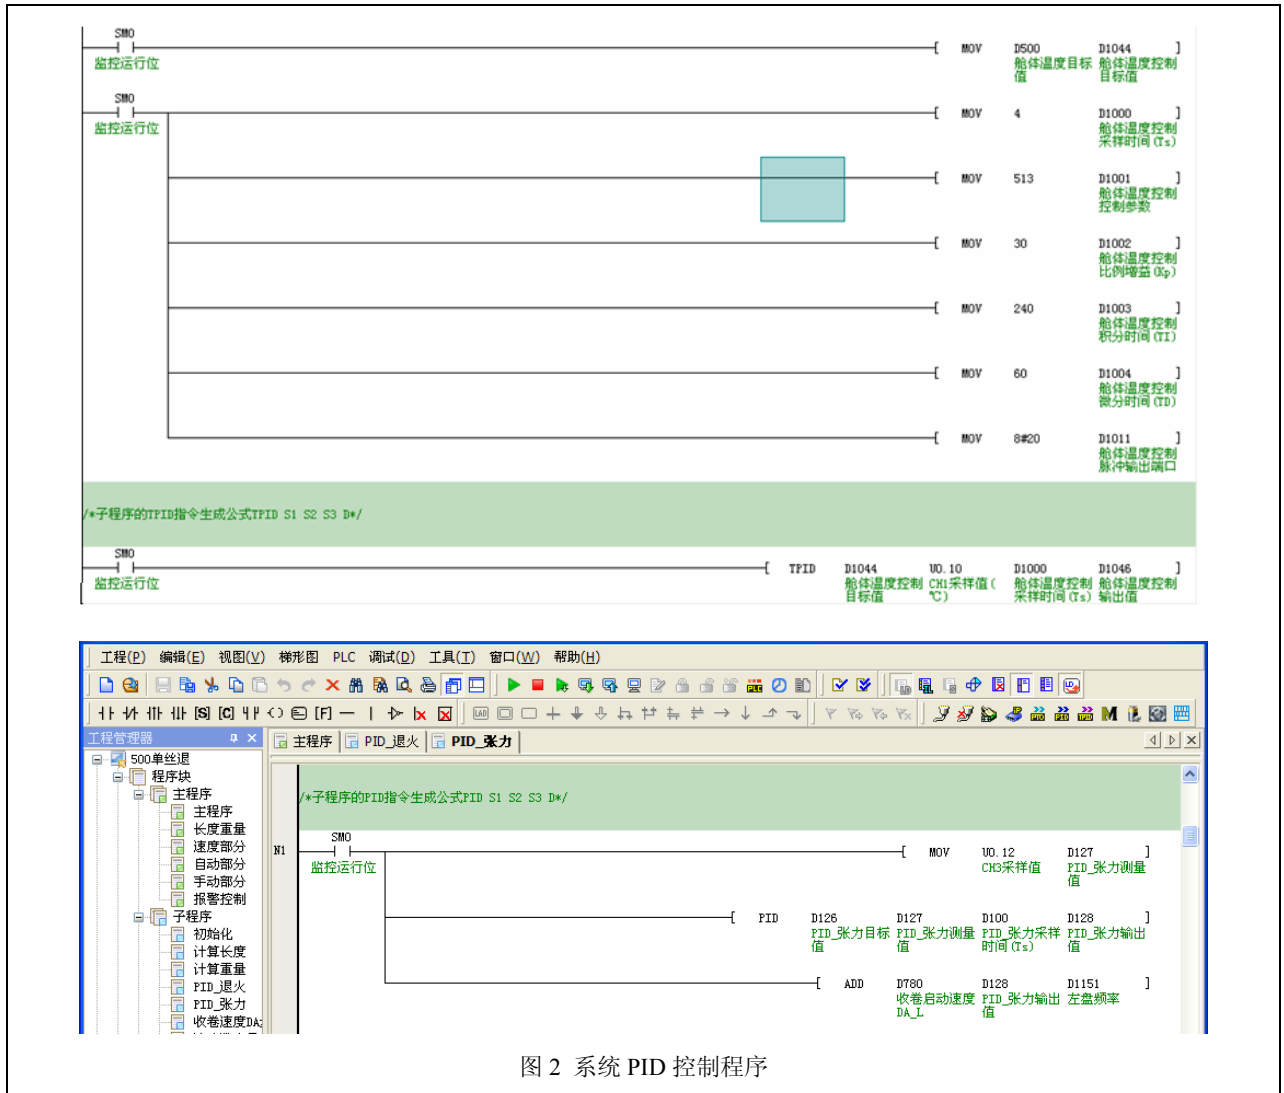 SM0
MOV D500 D1044
监控运行位 舱体温度目标 舱体温度控制
值 目标值
SM0
MOV 4 D1000
监控运行位 舱体温度控制
采样时间(Ts)
MOV 513 D1001
舱体温度控制
控制参数
MOV 30 D1002
舱体温度控制
比例增益(Kp)
MOV 240 D1003
舱体温度控制
积分时间(TI)
MOV 60 D1004
舱体温度控制
微分时间(TD)
MOV 8#20 D1011
舱体温度控制
脉冲输出端口
/*子程序的TPID指令生成公式TPID S1 S2 S3 D*/
SM0
TPID D1044 U0.10 D1000 D1046
监控运行位 舱体温度控制 CH1采样值( 舱体温度控制 舱体温度控制
目标值 ℃) 采样时间(Ts) 输出值
工程(P) 编辑(E) 视图(V) 梯形图 PLC 调试(D) 工具(T) 窗口(W) 帮助(H)
工程管理器
主程序 PID_退火 PID_张力
500单丝退
程序块
主程序
主程序
长度重量
速度部分
自动部分
手动部分
报警控制
子程序
初始化
计算长度
计算重量
PID_退火
PID_张力
收卷速度DA
/*子程序的PID指令生成公式PID S1 S2 S3 D*/
N1
SM0
MOV U0.12 D127
监控运行位 CH3采样值 PID_张力测量
值
PID D126 D127 D100 D128
PID_张力目标 PID_张力测量 PID_张力采样 PID_张力输出
值 值 时间(Ts) 值
ADD D780 D128 D1151
收卷启动速度 PID_张力输出 左盘频率
DA_L 值
图 2 系统 PID 控制程序